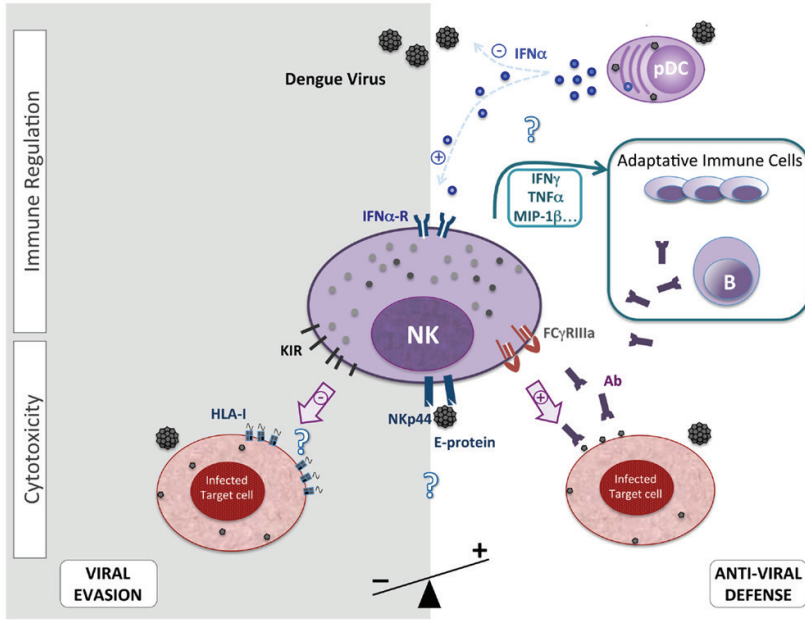 Immune Regulation
Cytotoxicity
Dengue Virus
IFNα
-
pDC
?
+
IFNα-R
IFNγ
TNFα
MIP-1β...
Adaptative Immune Cells
B
NK
KIR
FCγRIIIa
-
+
HLA-I
?
NKp44
E-protein
Ab
?
Infected
Target cell
Infected
Target cell
VIRAL
EVASION
− +
ANTI-VIRAL
DEFENSE